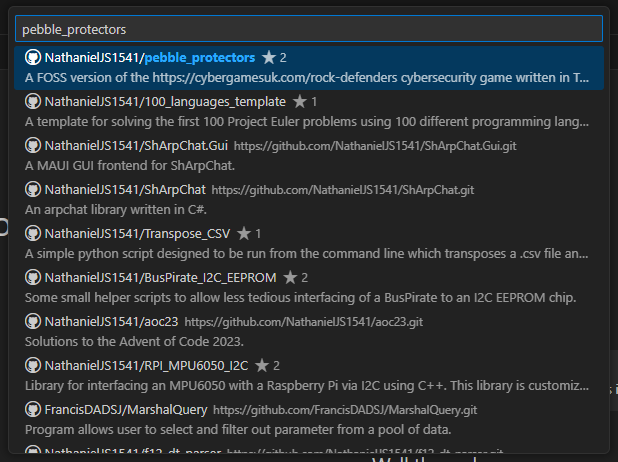 pebble_protectors
NathanielJS1541/pebble_protectors ★ 2
A FOSS version of the https://cybergamesuk.com/rock-defenders cybersecurity game written in T...
NathanielJS1541/100_languages_template ★ 1
A template for solving the first 100 Project Euler problems using 100 different programming lang...
NathanielJS1541/ShArpChat.Gui https://github.com/NathanielJS1541/ShArpChat.Gui.git
A MAUI GUI frontend for ShArpChat.
NathanielJS1541/ShArpChat https://github.com/NathanielJS1541/ShArpChat.git
An arpchat library written in C#.
NathanielJS1541/Transpose_CSV ★ 1
A simple python script designed to be run from the command line which transposes a .csv file an...
NathanielJS1541/BusPirate_I2C_EEPROM ★ 2
Some small helper scripts to allow less tedious interfacing of a BusPirate to an I2C EEPROM chip.
NathanielJS1541/aoc23 https://github.com/NathanielJS1541/aoc23.git
Solutions to the Advent of Code 2023.
NathanielJS1541/RPI_MPU6050_I2C ★ 2
Library for interfacing an MPU6050 with a Raspberry Pi via I2C using C++. This library is customiz...
FrancisDADSJ/MarshalQuery https://github.com/FrancisDADSJ/MarshalQuery.git
Program allows user to select and filter out parameter from a pool of data.
NathanielJS1541/f13_dt_parser https://github.com/NathanielJS1541/f13_dt_parser.git